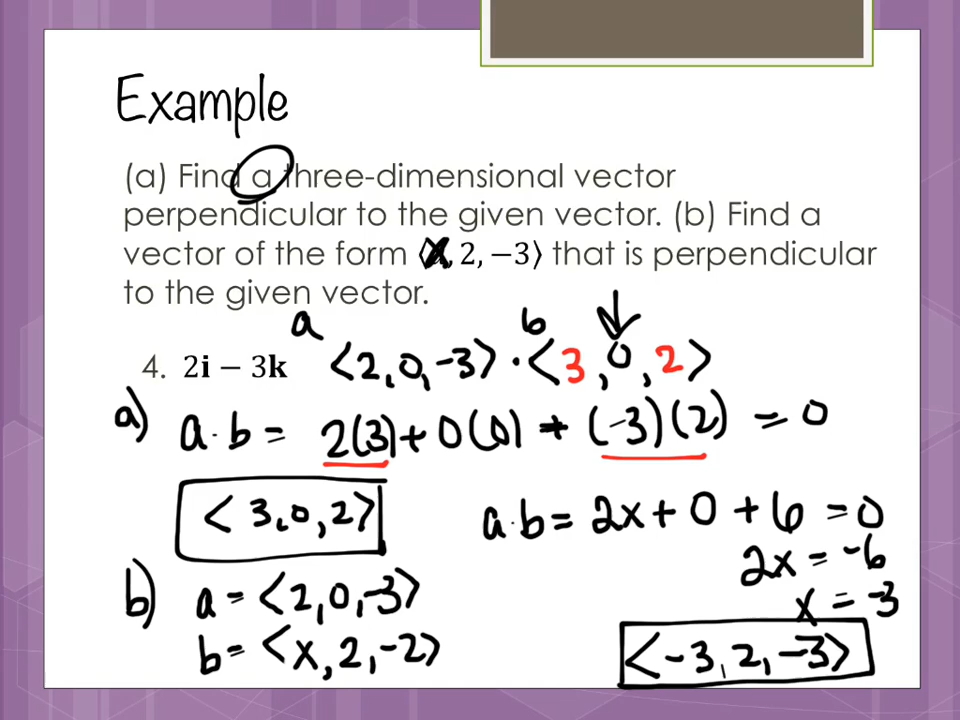 Example
(a) Find a three-dimensional vector
perpendicular to the given vector. (b) Find a
vector of the form ⟨x, 2, −3⟩ that is perpendicular
to the given vector.
a b
4. 2i − 3k <2,0,-3> · <3,0,2>
a) a·b = 2(3)+0(0)+(-3)(2) = 0
<3,0,2>
a·b = 2x + 0 + 6 = 0
2x = -6
x = -3
b) a = <2,0,-3>
b = <x,2,-2>
<-3,2,-3>